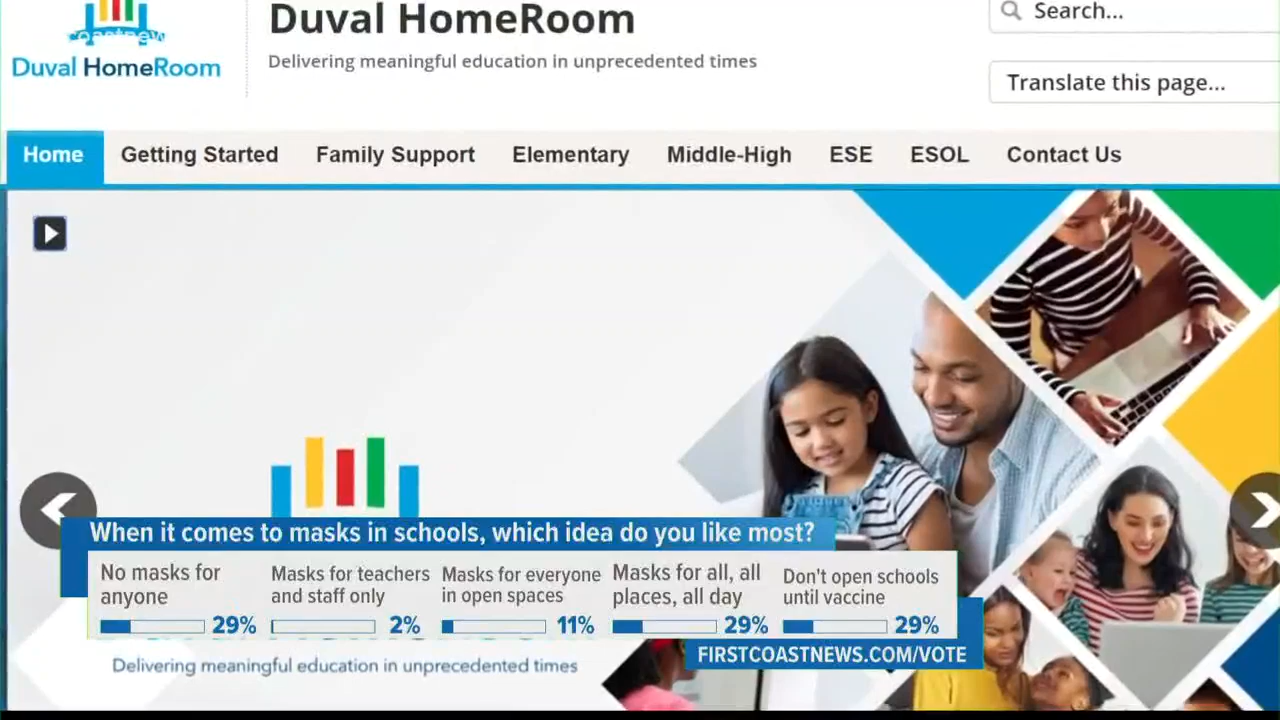 Duval HomeRoom
Search...
coastnew
Duval HomeRoom
Delivering meaningful education in unprecedented times
Translate this page...
Home
Getting Started
Family Support
Elementary
Middle-High
ESE
ESOL
Contact Us
When it comes to masks in schools, which idea do you like most?
No masks for
anyone
29%
Masks for teachers
and staff only
2%
Masks for everyone
in open spaces
11%
Masks for all, all
places, all day
29%
Don't open schools
until vaccine
29%
FIRSTCOASTNEWS.COM/VOTE
Delivering meaningful education in unprecedented times